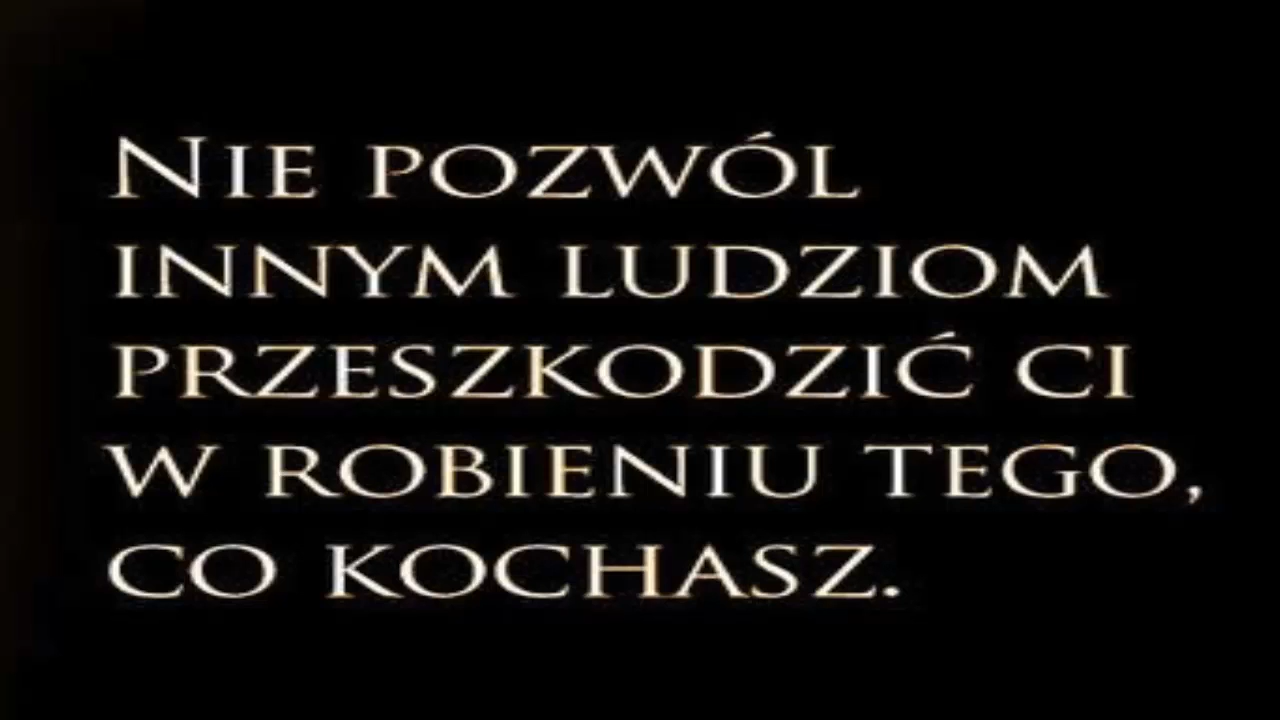 Nie pozwól
innym ludziom
przeszkodzić ci
w robieniu tego,
co kochasz.